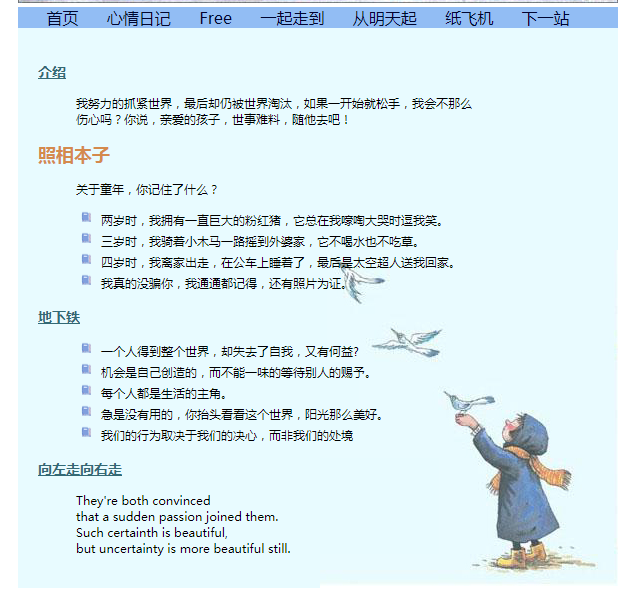 首页 心情日记 Free 一起走到 从明天起 纸飞机 下一站
介绍
我努力的抓紧世界，最后却仍被世界淘汰，如果一开始就松手，我会不那么
伤心吗？你说，亲爱的孩子，世事难料，随他去吧！
照相本子
关于童年，你记住了什么？
两岁时，我拥有一直巨大的粉红猪，它总在我嚎啕大哭时逗我笑。
三岁时，我骑着小木马一路摇到外婆家，它不喝水也不吃草。
四岁时，我离家出走，在公车上睡着了，最后是太空超人送我回家。
我真的没骗你，我通通都记得，还有照片为证。
地下铁
一个人得到整个世界，却失去了自我，又有何益?
机会是自己创造的，而不能一味的等待别人的赐予。
每个人都是生活的主角。
急是没有用的，你抬头看看这个世界，阳光那么美好。
我们的行为取决于我们的决心，而非我们的处境
向左走向右走
They're both convinced
that a sudden passion joined them.
Such certainth is beautiful,
but uncertainty is more beautiful still.